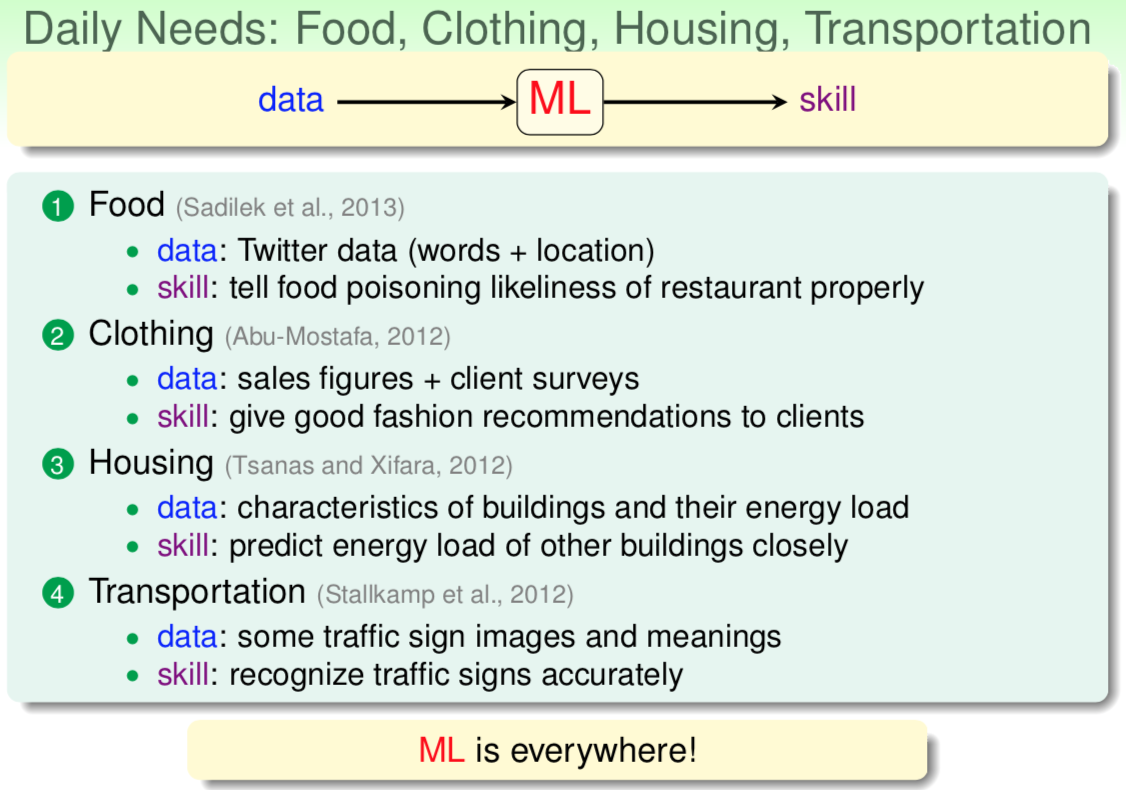 Daily Needs: Food, Clothing, Housing, Transportation
data ML skill
1 Food (Sadilek et al., 2013)
• data: Twitter data (words + location)
• skill: tell food poisoning likeliness of restaurant properly
2 Clothing (Abu-Mostafa, 2012)
• data: sales figures + client surveys
• skill: give good fashion recommendations to clients
3 Housing (Tsanas and Xifara, 2012)
• data: characteristics of buildings and their energy load
• skill: predict energy load of other buildings closely
4 Transportation (Stallkamp et al., 2012)
• data: some traffic sign images and meanings
• skill: recognize traffic signs accurately
ML is everywhere!